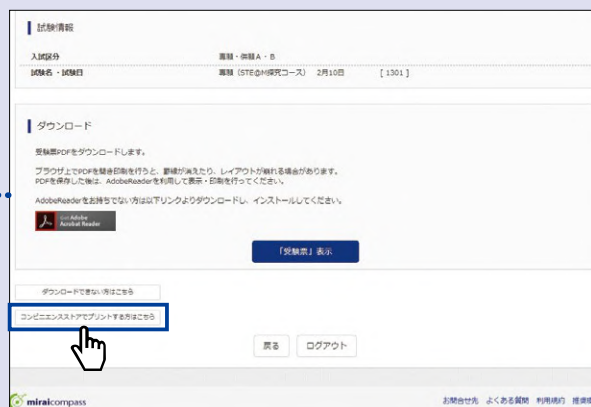 試験情報
入試区分 専願・併願A・B
試験名・試験日 専願（STE@M探究コース） 2月10日 [ 1301 ]
ダウンロード
受験票PDFをダウンロードします。
ブラウザ上でPDFを開き印刷を行うと、罫線が消えたり、レイアウトが崩れる場合があります。
PDFを保存した後は、AdobeReaderを利用して表示・印刷を行ってください。
AdobeReaderをお持ちでない方は以下リンクよりダウンロードし、インストールしてください。
Get Adobe
Acrobat Reader
「受験票」表示
ダウンロードできない方はこちら
コンビニエンスストアでプリントする方はこちら
戻る ログアウト
miraicompass お問合せ先 よくある質問 利用規約 推奨